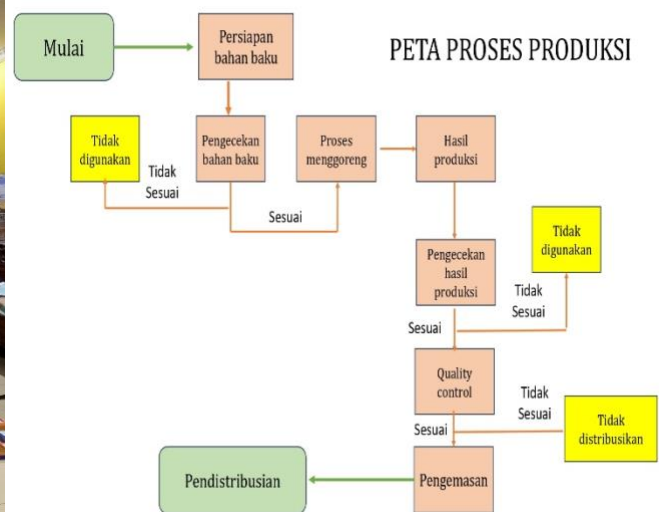 PETA PROSES PRODUKSI
Mulai
Persiapan
bahan baku
Tidak
digunakan
Pengecekan
bahan baku
Proses
menggoreng
Hasil
produksi
Tidak
Sesuai
Sesuai
Pengecekan
hasil
produksi
Tidak
digunakan
Tidak
Sesuai
Sesuai
Quality
control
Tidak
Sesuai
Sesuai
Tidak
distribusikan
Pengemasan
Pendistribusian